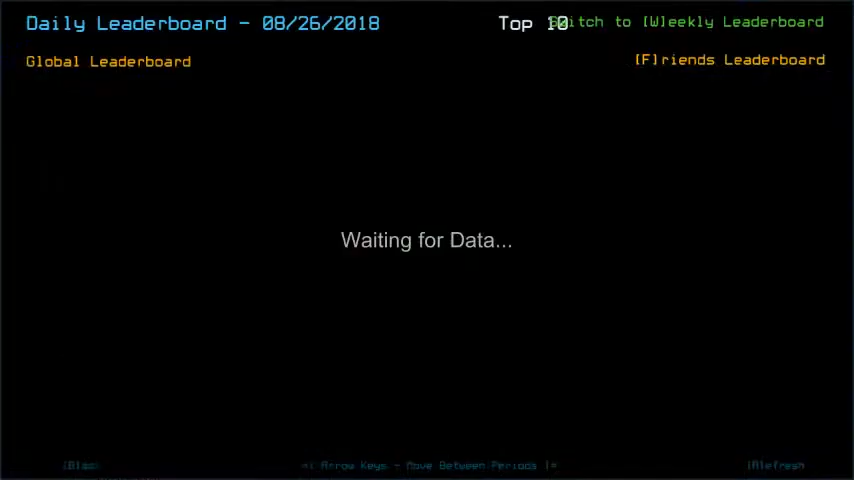 Daily Leaderboard - 08/26/2018
Top 10
Switch to [W]eekly Leaderboard
Global Leaderboard
[F]riends Leaderboard
Waiting for Data...
Arrow Keys - Move Between Periods
[R]efresh